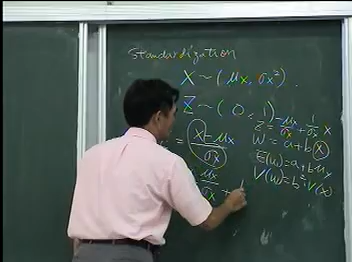 Standardization
X ~ (μx, σx²)
Z ~ (0, 1)
= X - μx / σx
μx / σx +
Z = -μx/σx + 1/σx X
W = a + b X
E(W) = a + b μx
V(W) = b² · V(X)